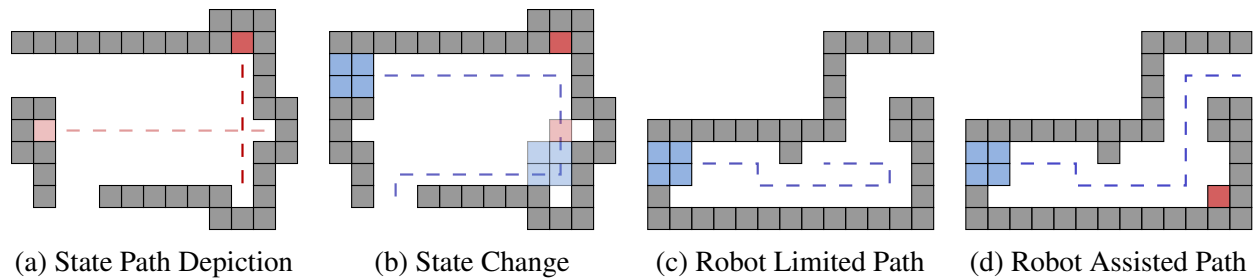 (a) State Path Depiction
(b) State Change
(c) Robot Limited Path
(d) Robot Assisted Path